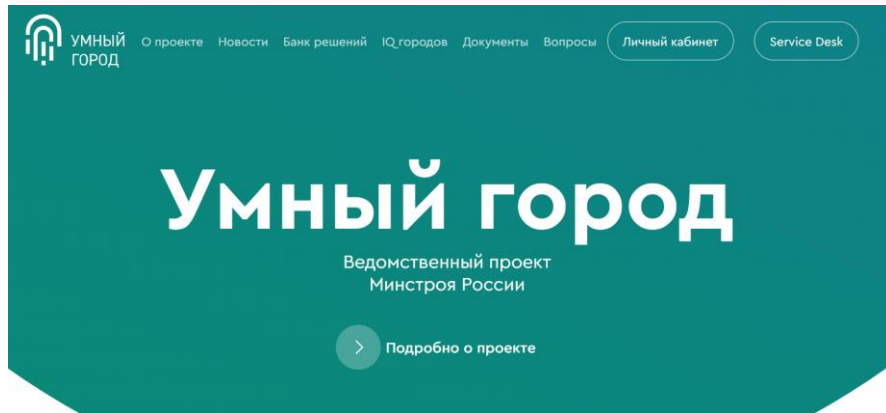 УМНЫЙ
ГОРОД
О проекте Новости Банк решений IQ городов Документы Вопросы Личный кабинет Service Desk
Умный город
Ведомственный проект
Минстроя России
Подробно о проекте